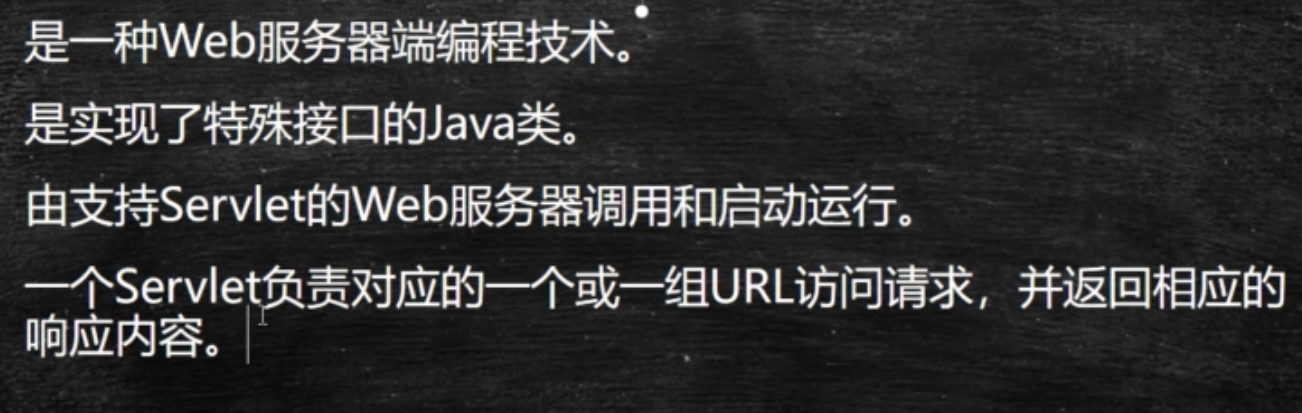 是一种Web服务器端编程技术。
是实现了特殊接口的Java类。
由支持Servlet的Web服务器调用和启动运行。
一个Servlet负责对应的一个或一组URL访问请求，并返回相应的
响应内容。